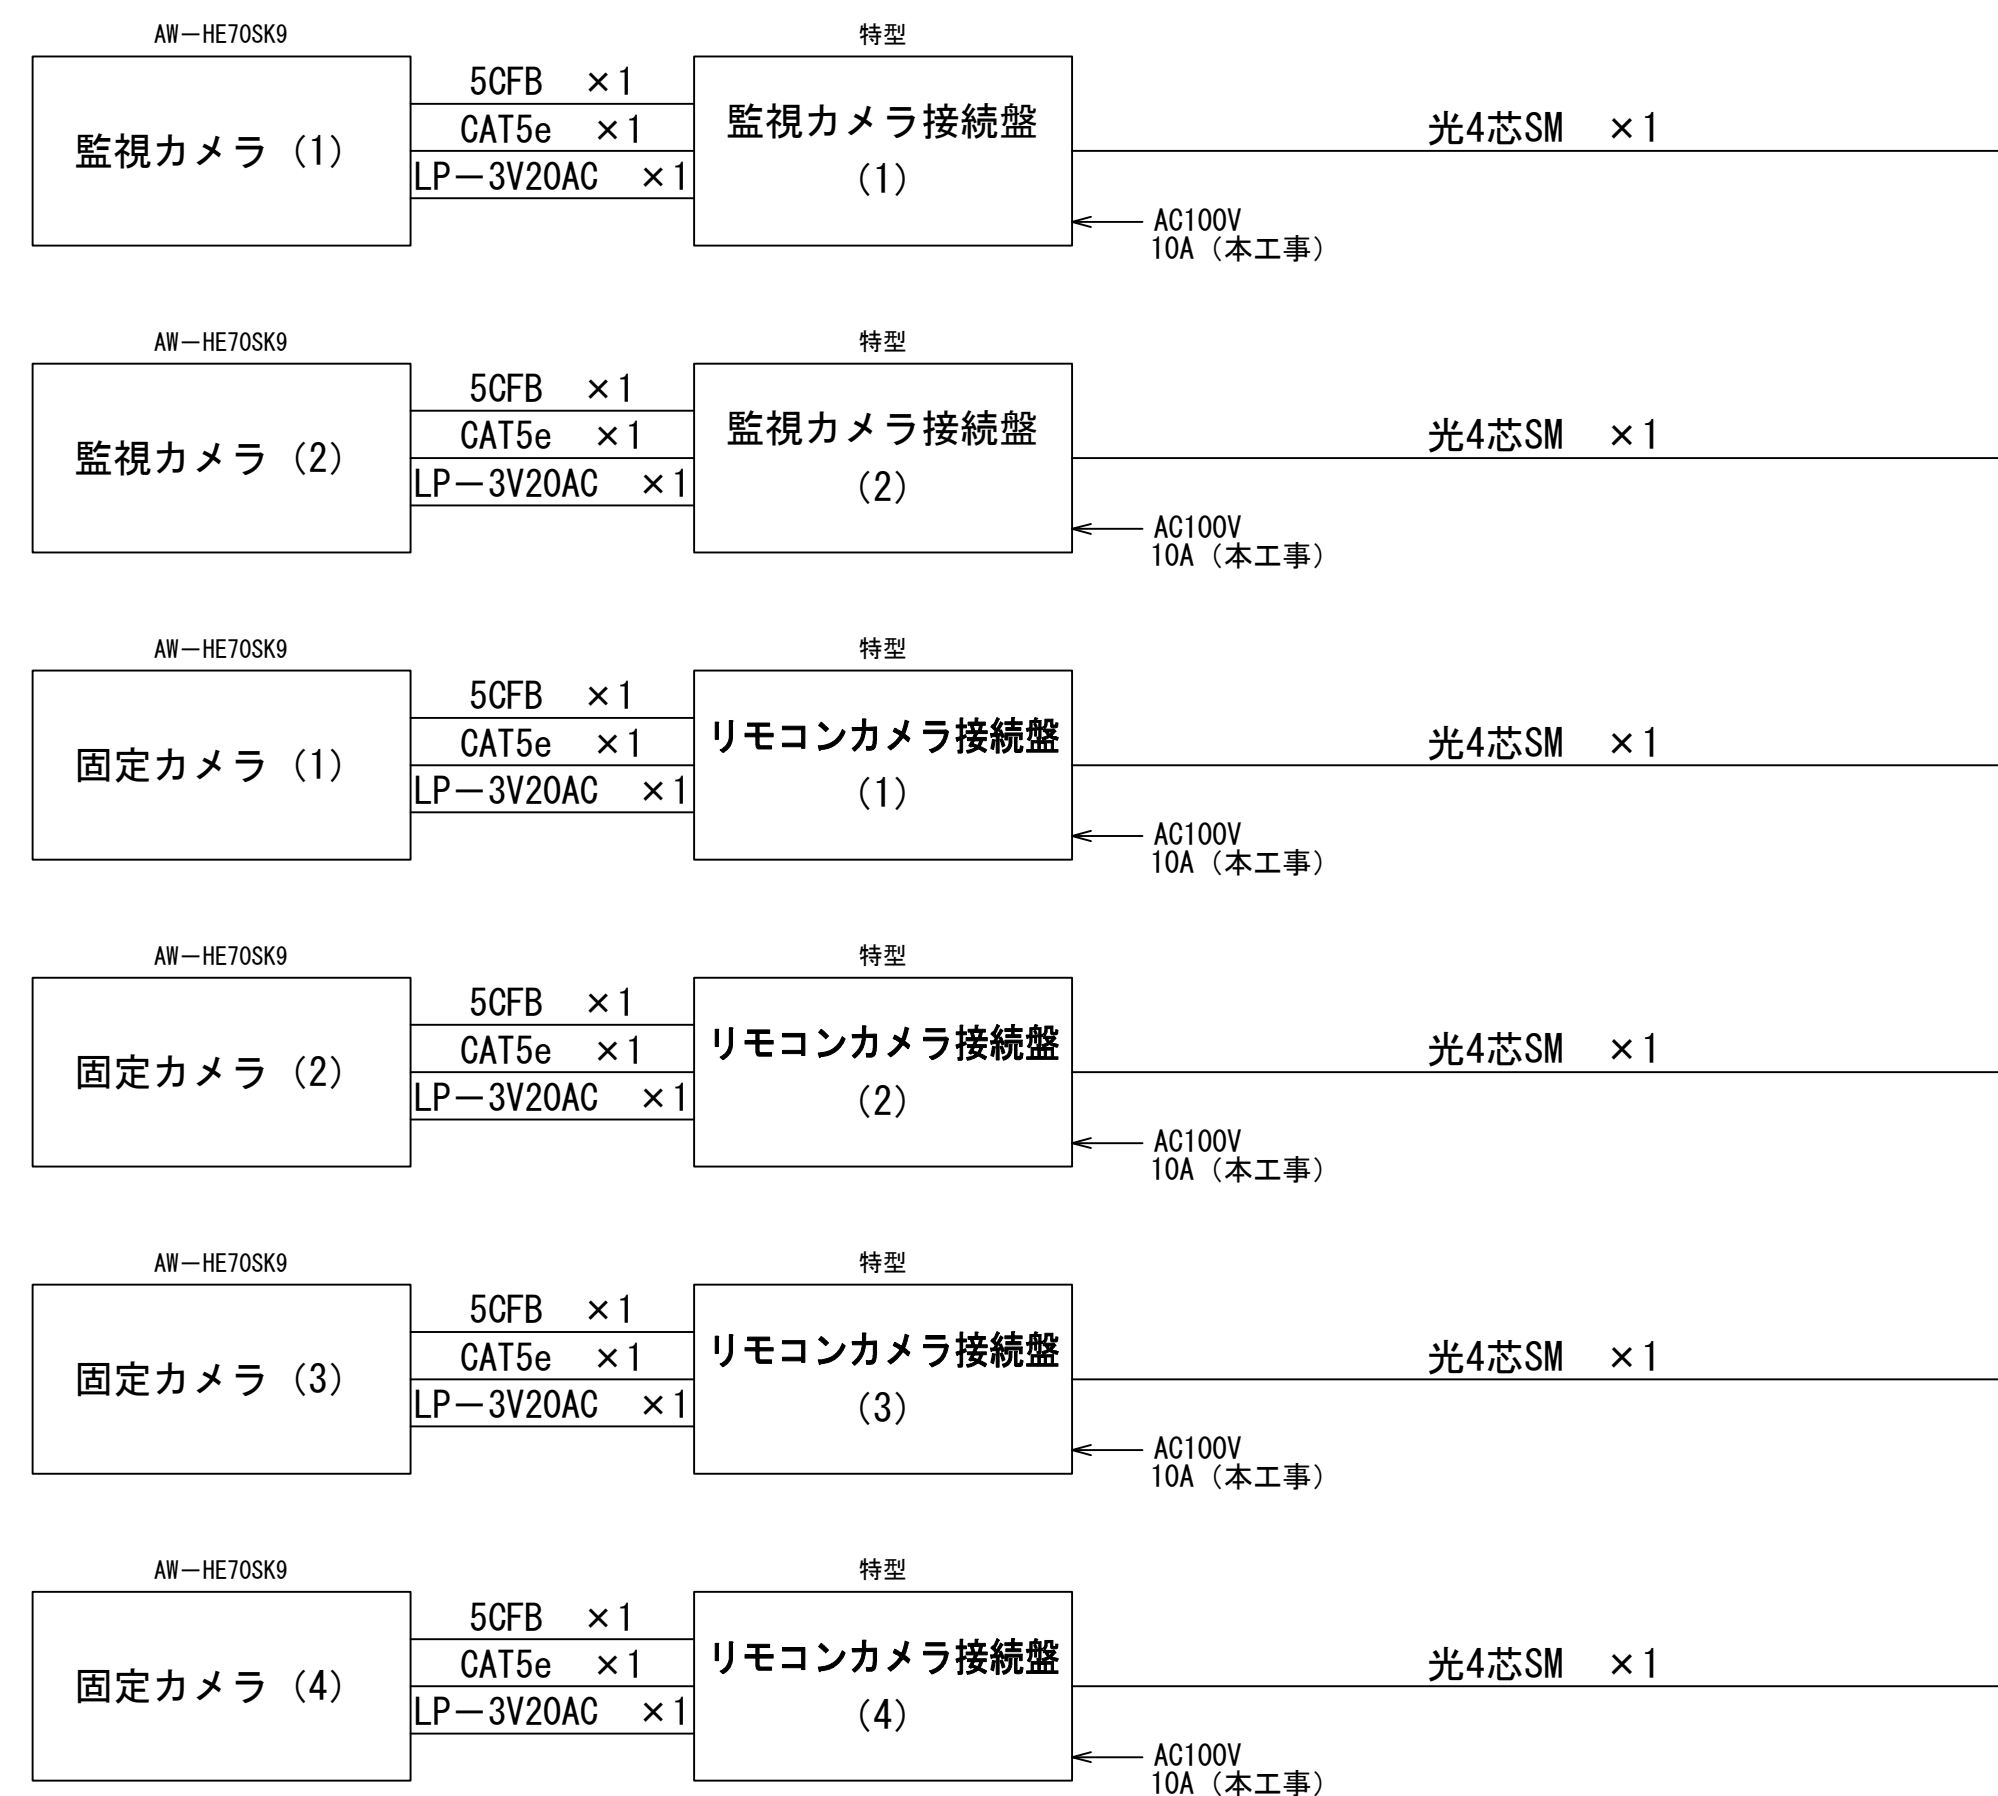 AW－HE70SK9
特型
5CFB ×1
監視カメラ接続盤
光4芯SM ×1
CAT5e ×1
監視カメラ (1)
LP－3V20AC ×1
(1)
AC100V
10A (本工事)
AW－HE70SK9
特型
5CFB ×1
監視カメラ接続盤
光4芯SM ×1
CAT5e ×1
監視カメラ (2)
LP－3V20AC ×1
(2)
AC100V
10A (本工事)
AW－HE70SK9
特型
5CFB ×1
リモコンカメラ接続盤
光4芯SM ×1
CAT5e ×1
固定カメラ (1)
LP－3V20AC ×1
(1)
AC100V
10A (本工事)
AW－HE70SK9
特型
5CFB ×1
リモコンカメラ接続盤
光4芯SM ×1
CAT5e ×1
固定カメラ (2)
LP－3V20AC ×1
(2)
AC100V
10A (本工事)
AW－HE70SK9
特型
5CFB ×1
リモコンカメラ接続盤
光4芯SM ×1
CAT5e ×1
固定カメラ (3)
LP－3V20AC ×1
(3)
AC100V
10A (本工事)
AW－HE70SK9
特型
5CFB ×1
リモコンカメラ接続盤
光4芯SM ×1
CAT5e ×1
固定カメラ (4)
LP－3V20AC ×1
(4)
AC100V
10A (本工事)